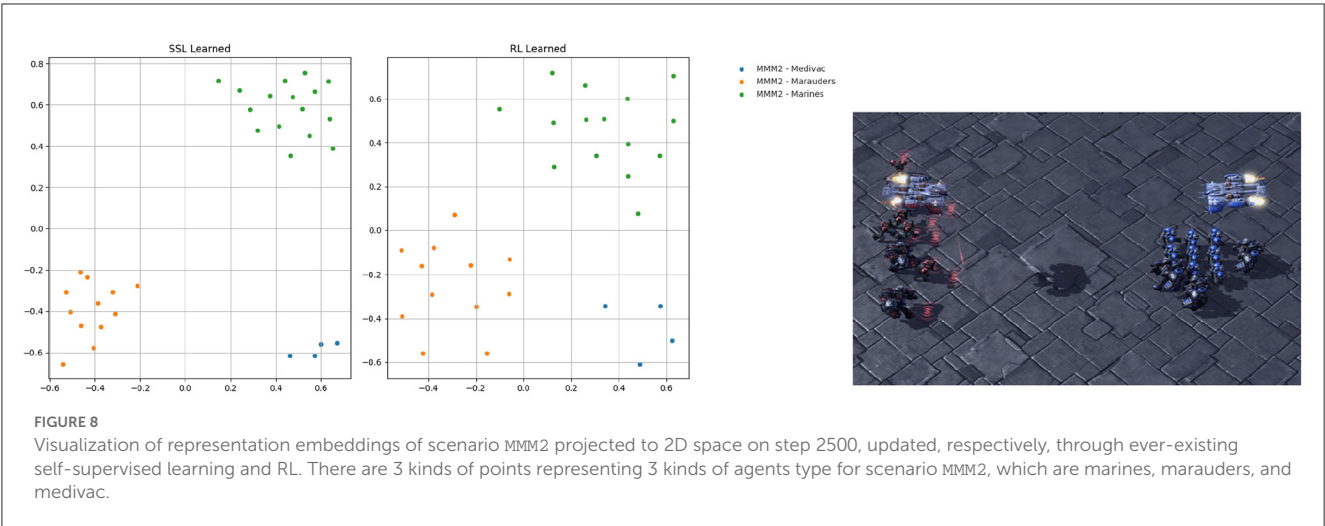 SSL Learned
0.8
0.6
0.4
0.2
0.0
−0.2
−0.4
−0.6
−0.6 −0.4 −0.2 0.0 0.2 0.4 0.6
RL Learned
0.6
0.4
0.2
0.0
−0.2
−0.4
−0.6
−0.4 −0.2 0.0 0.2 0.4 0.6
MMM2 - Medivac
MMM2 - Marauders
MMM2 - Marines
FIGURE 8
Visualization of representation embeddings of scenario MMM2 projected to 2D space on step 2500, updated, respectively, through ever-existing
self-supervised learning and RL. There are 3 kinds of points representing 3 kinds of agents type for scenario MMM2, which are marines, marauders, and
medivac.